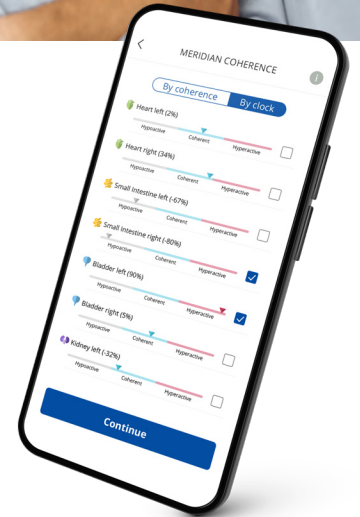 MERIDIAN COHERENCE
i
By coherence By clock
Heart left (2%)
Hypoactive Coherent Hyperactive
Heart right (34%)
Hypoactive Coherent Hyperactive
Small Intestine left (-67%)
Hypoactive Coherent Hyperactive
Small Intestine right (-80%)
Hypoactive Coherent Hyperactive
Bladder left (90%)
Hypoactive Coherent Hyperactive
Bladder right (5%)
Hypoactive Coherent Hyperactive
Kidney left (-32%)
Hypoactive Coherent Hyperactive
Continue